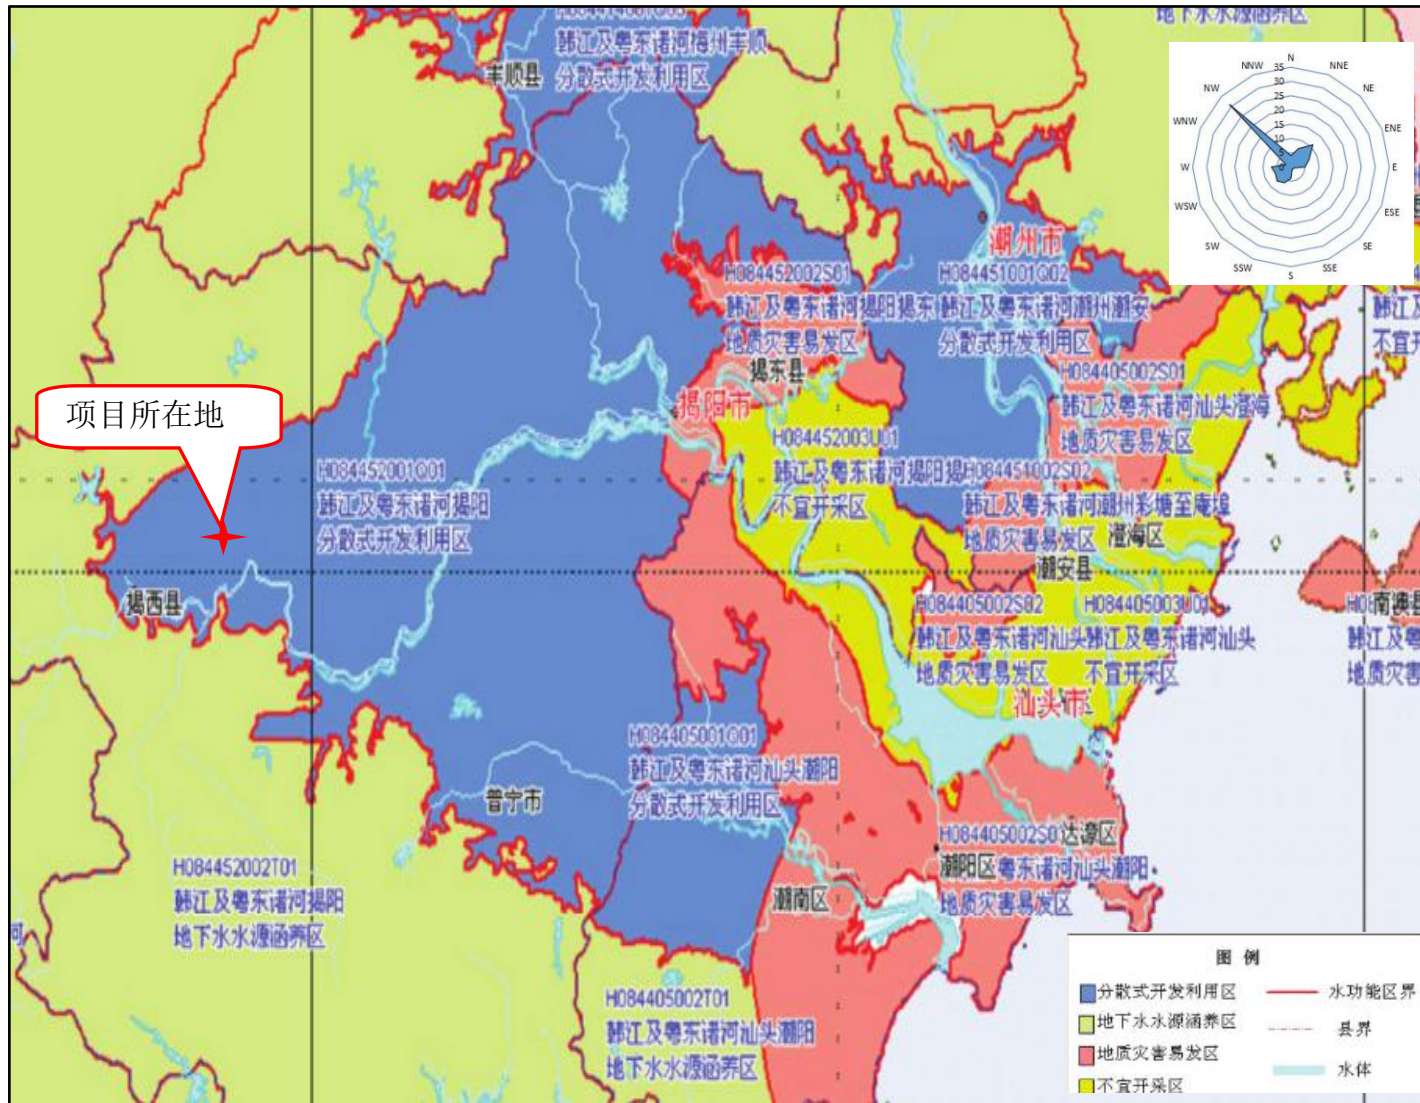 韩江及粤东诸河梅州丰顺
分散式开发利用区
丰顺县
地下水水源涵养区
N
NNE
NE
ENE
E
ESE
SE
SSE
S
SSW
SW
WSW
W
WNW
NW
NNW
35
30
25
20
15
10
5
0
潮州市
H084452002S01
韩江及粤东诸河揭阳揭东
地质灾害易发区
H084451001Q02
韩江及粤东诸河潮州潮安
分散式开发利用区
韩江及
不宜开
揭东县
H084405002S01
韩江及粤东诸河汕头澄海
地质灾害易发区
项目所在地
揭阳市
H084452003U01
韩江及粤东诸河揭阳揭
不宜开采区
H084452001Q01
韩江及粤东诸河揭阳
分散式开发利用区
H084451002S02
韩江及粤东诸河潮州彩塘至庵埠
地质灾害易发区
澄海区
潮安县
揭西县
H084405002S02
韩江及粤东诸河汕头
地质灾害易发区
H084405003U01
韩江及粤东诸河汕头
不宜开采区
南澳县
韩江及粤
地质灾害
汕头市
H084405001Q01
韩江及粤东诸河汕头潮阳
分散式开发利用区
普宁市
H084405002S0
达濠区
潮阳区
粤东诸河汕头潮阳
地质灾害易发区
H084452002T01
韩江及粤东诸河揭阳
地下水水源涵养区
河
潮南区
H084405002T01
韩江及粤东诸河汕头潮阳
地下水水源涵养区
图 例
分散式开发利用区
水功能区界
地下水水源涵养区
县界
地质灾害易发区
水体
不宜开采区